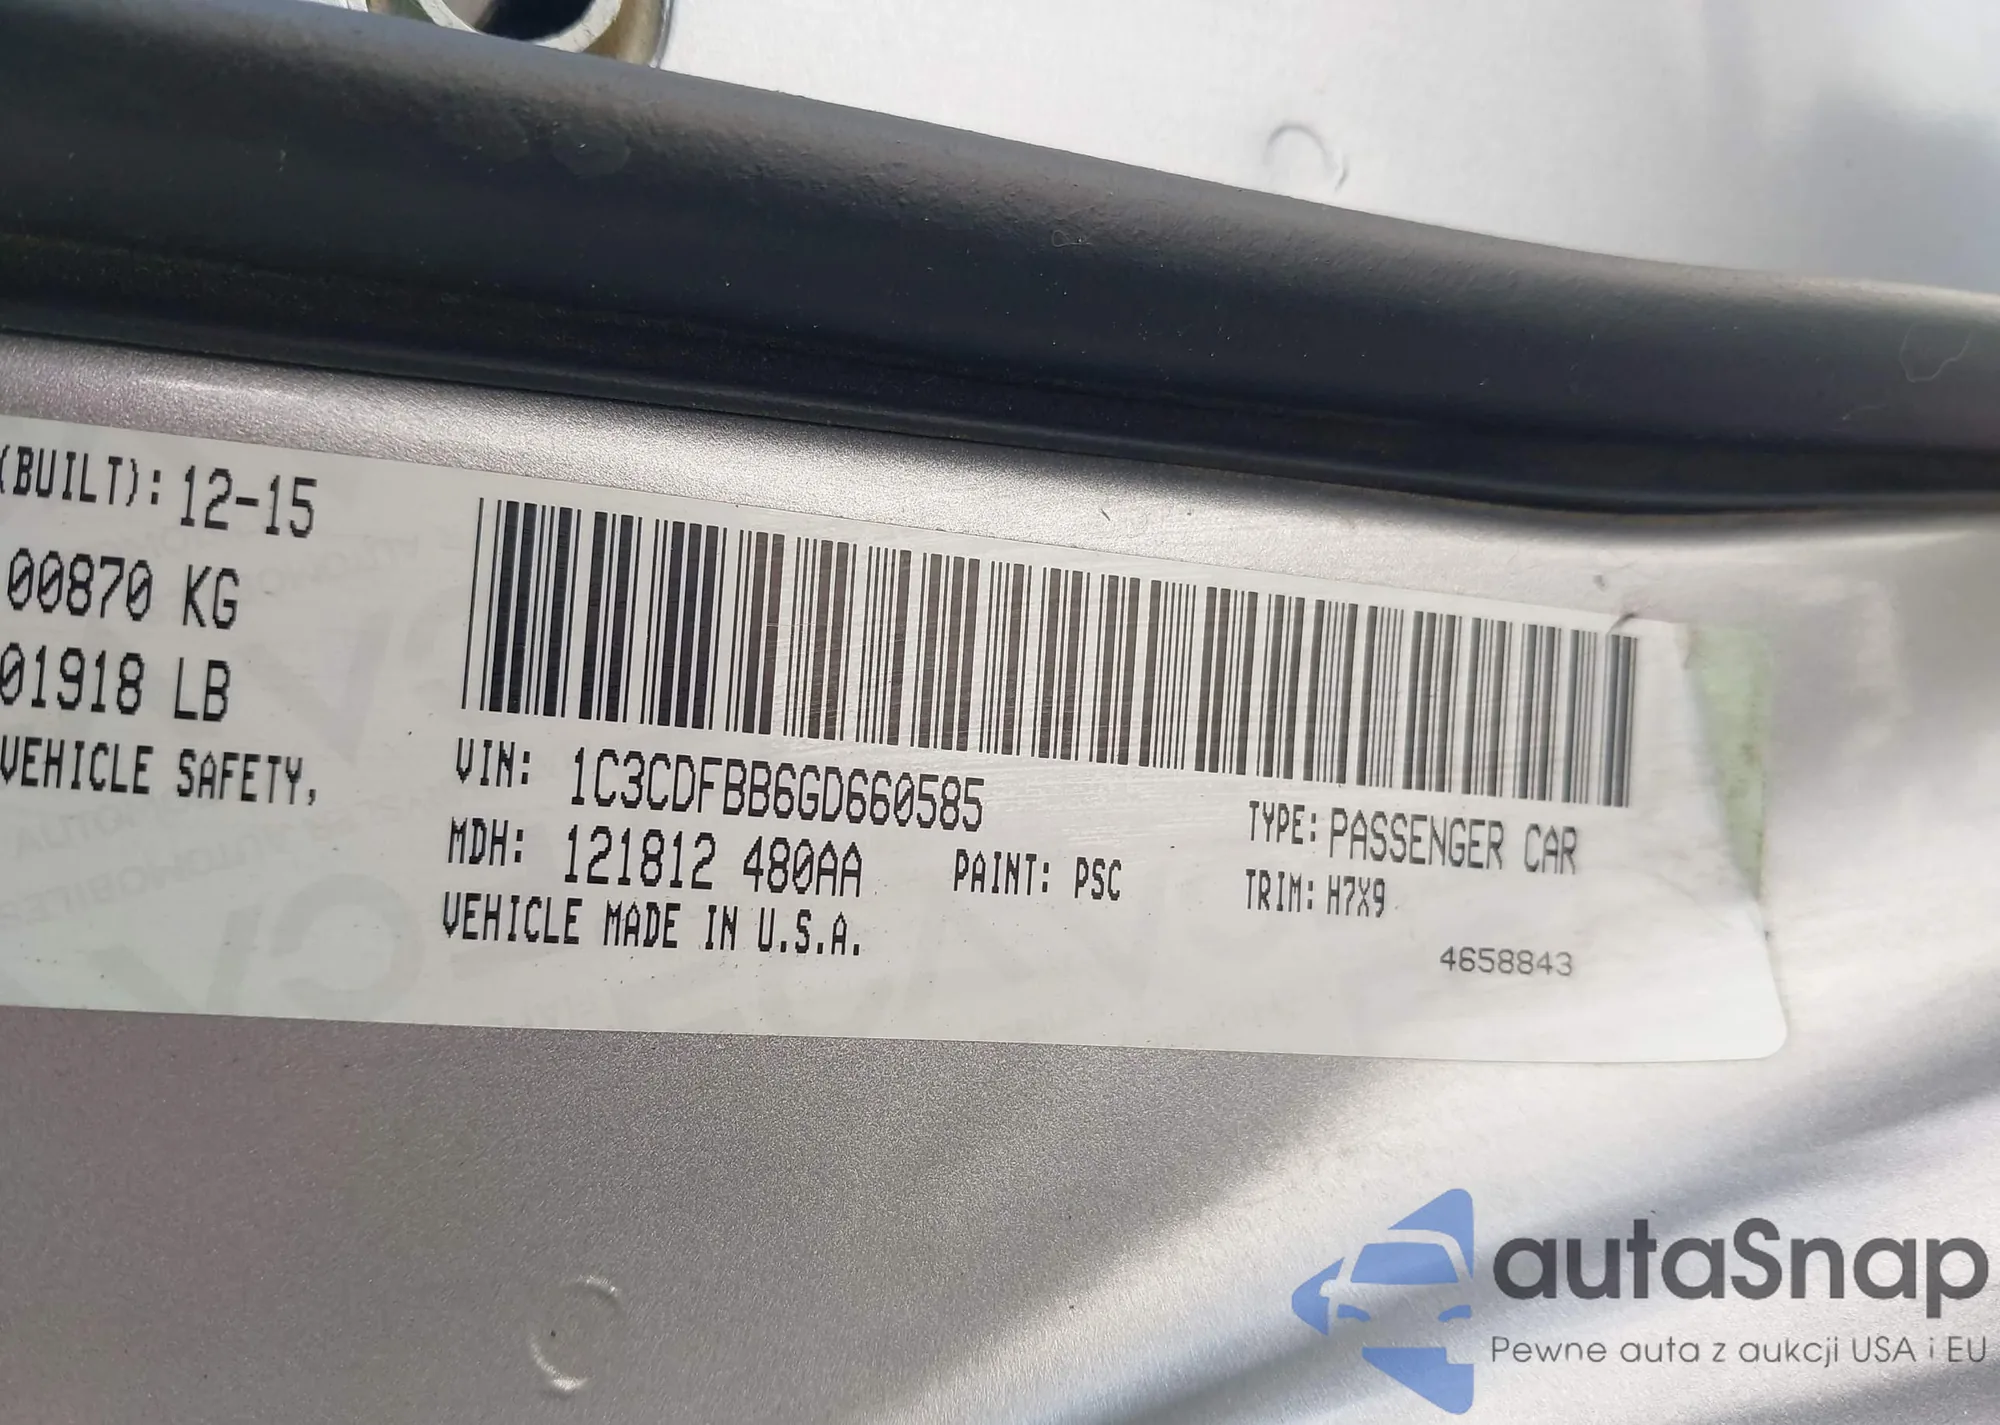 (BUILT): 12-15
00870 KG
01918 LB
VEHICLE SAFETY,
VIN: 1C3CDFBB6GD660585
MDH: 121812 480AA
PAINT: PSC
VEHICLE MADE IN U.S.A.
TYPE: PASSENGER CAR
TRIM: H7X9
4658843
autaSnap
Pewne auta z aukcji USA i EU